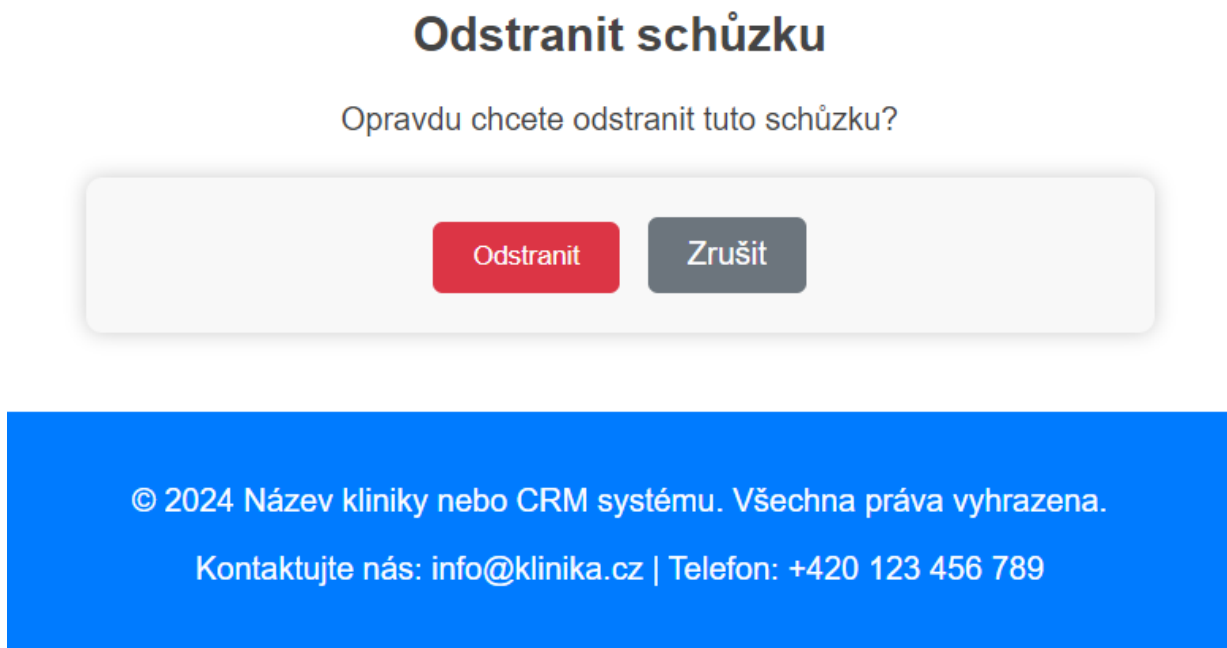 Odstranit schůzku
Opravdu chcete odstranit tuto schůzku?
Odstranit Zrušit
© 2024 Název kliniky nebo CRM systému. Všechna práva vyhrazena.
Kontaktujte nás: info@klinika.cz | Telefon: +420 123 456 789